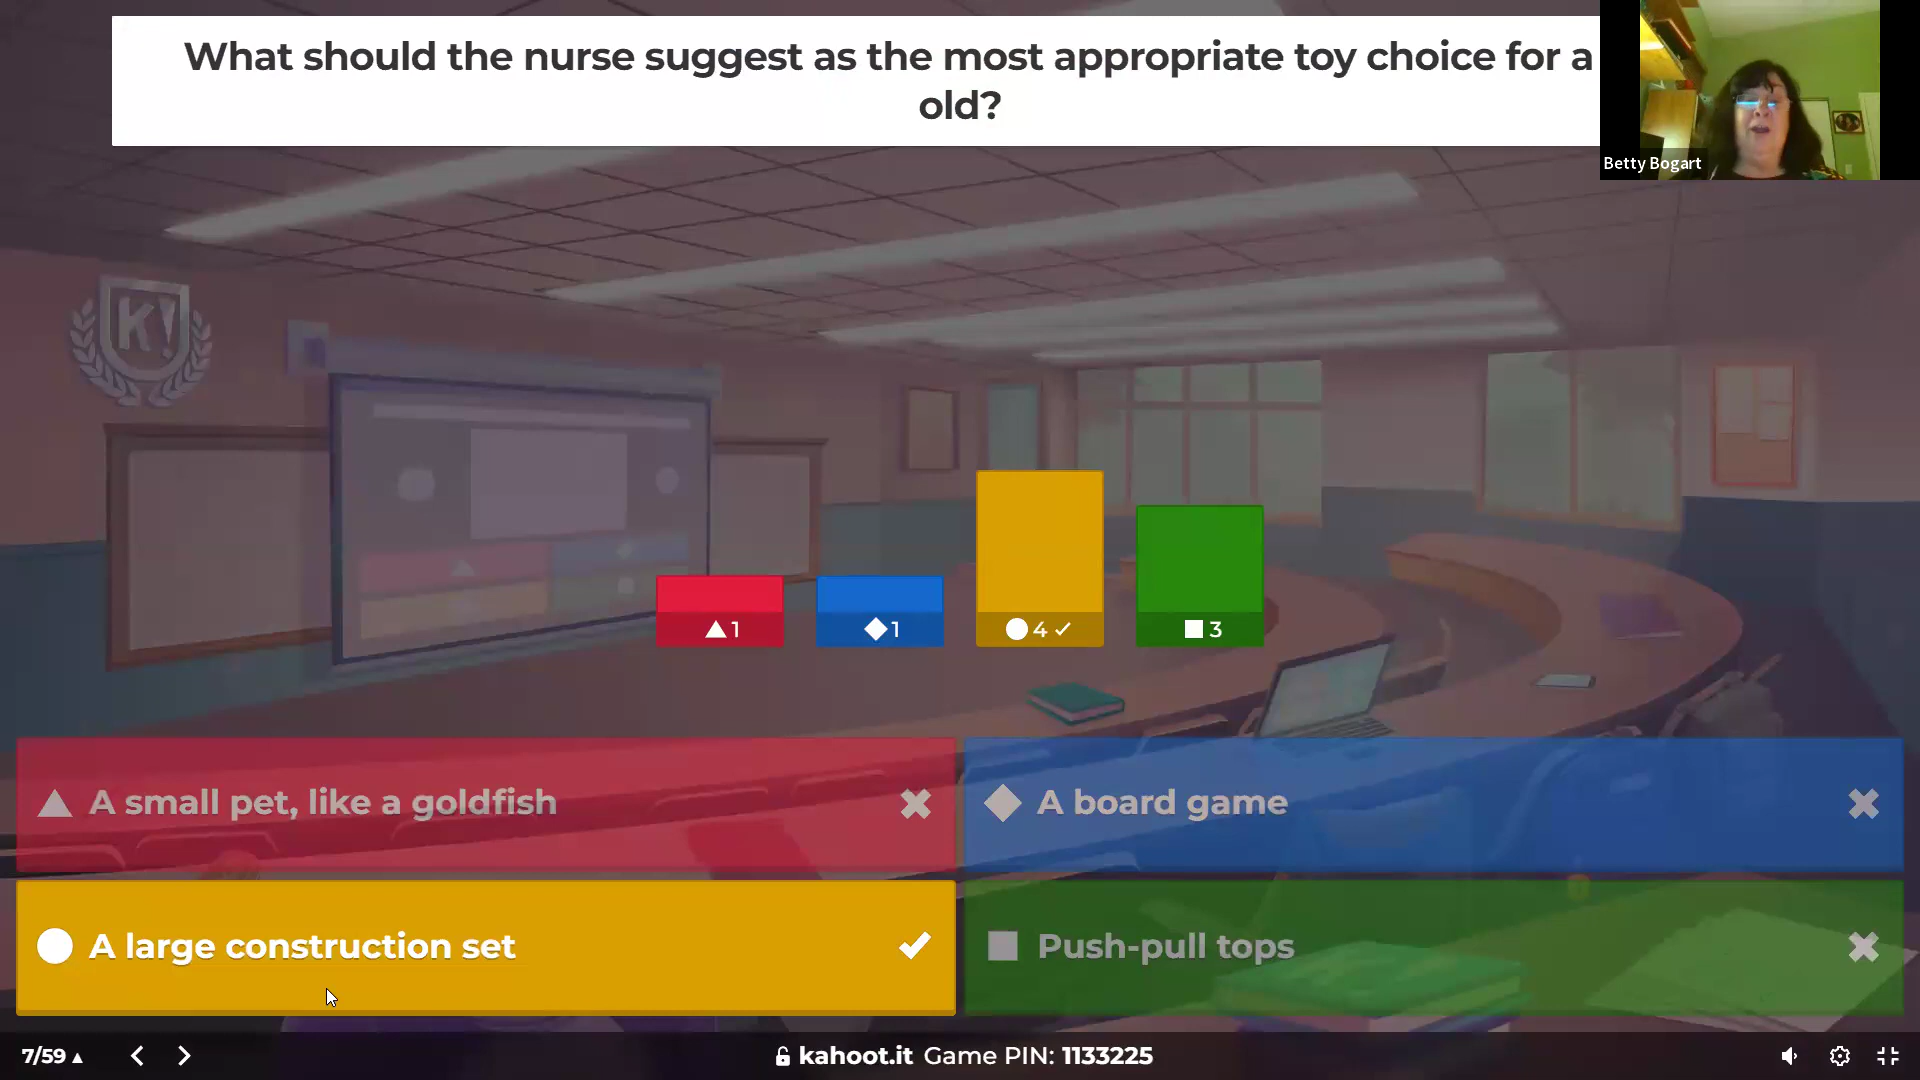 What should the nurse suggest as the most appropriate toy choice for a
old?
Betty Bogart
K!
1
1
4
3
A small pet, like a goldfish
A board game
A large construction set
Push-pull tops
7/59
kahoot.it Game PIN: 1133225